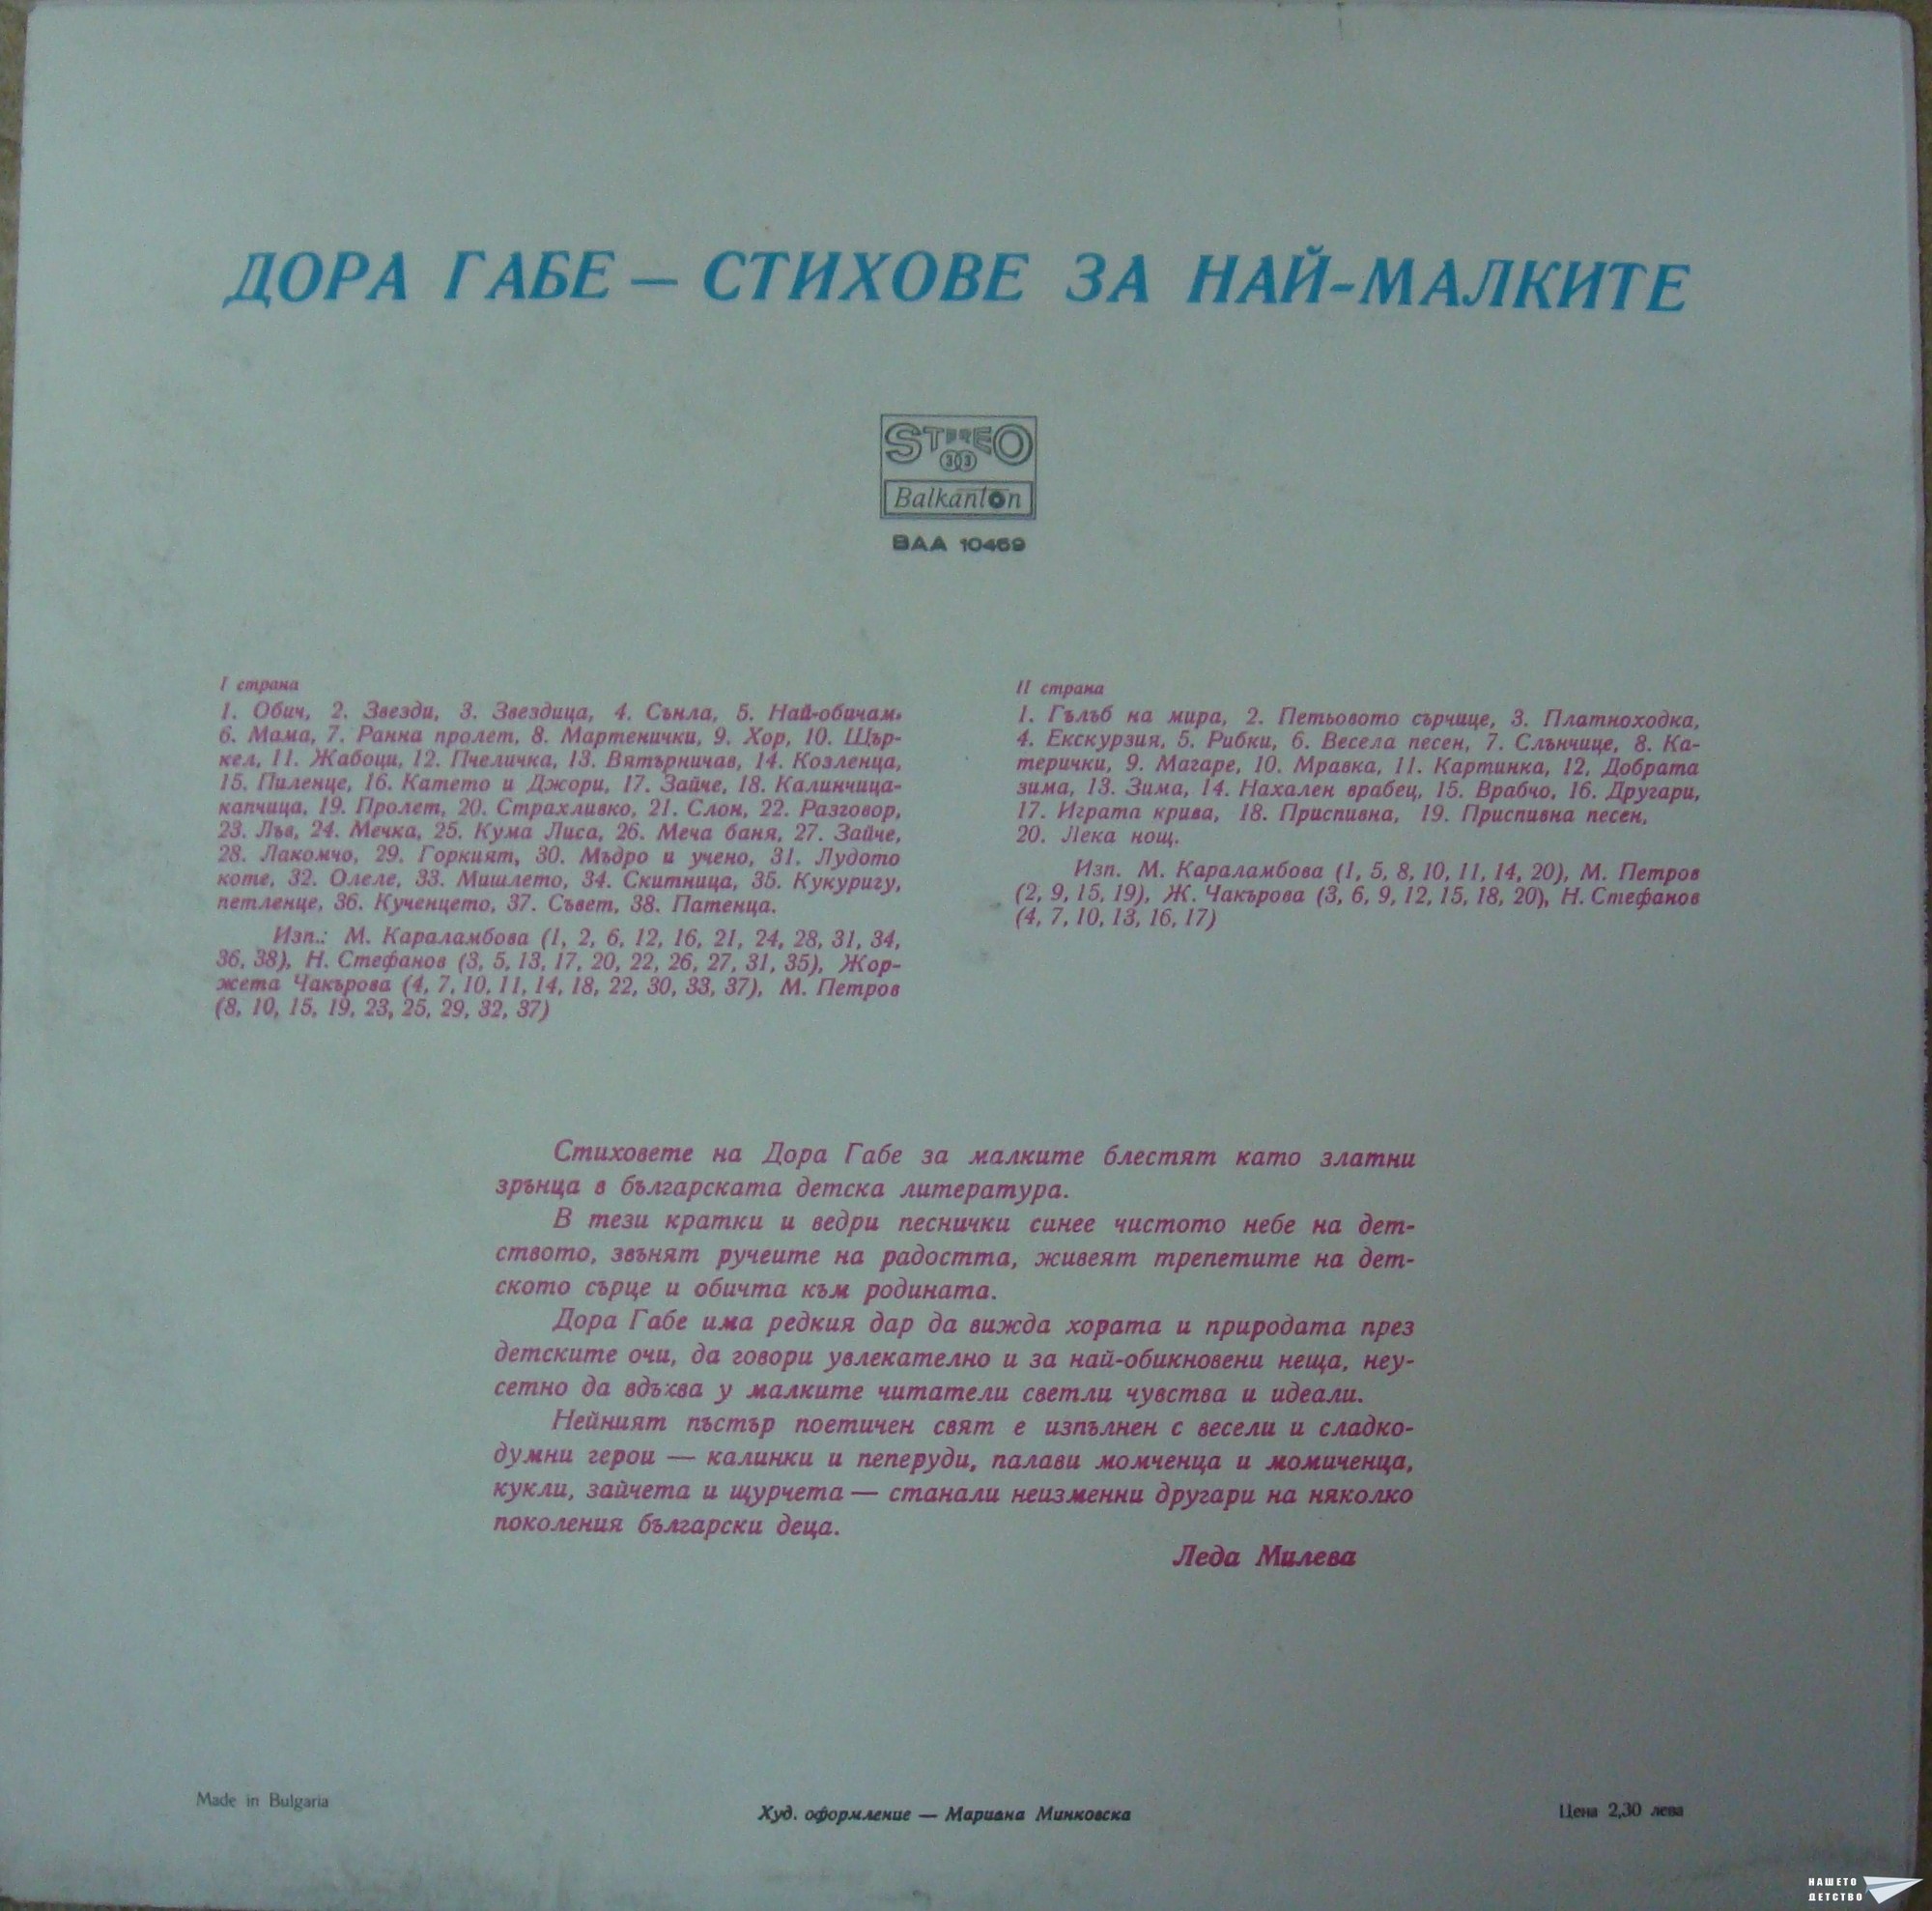 ДОРА ГАБЕ — СТИХОВЕ ЗА НАЙ-МАЛКИТЕ
STEREO
303
Balkanton
ВАА 10469
I страна
1. Обич, 2. Звезди, 3. Звездица, 4. Сънла, 5. Най-обичам,
6. Мама, 7. Ранна пролет, 8. Мартенички, 9. Хор, 10. Щър-
кел, 11. Жабоци, 12. Пчеличка, 13. Вятърничав, 14. Козленца,
15. Пиленце, 16. Катето и Джори, 17. Зайче, 18. Калинчица-
капчица, 19. Пролет, 20. Страхливко, 21. Слон, 22. Разговор,
23. Лъв, 24. Мечка, 25. Кума Лиса, 26. Меча баня, 27. Зайче,
28. Лакомчо, 29. Горкият, 30. Мъдро и учено, 31. Лудото
коте, 32. Олеле, 33. Мишлето, 34. Скитница, 35. Кукуригу,
петленце, 36. Кученцето, 37. Съвет, 38. Патенца.
Изп.: М. Караламбова (1, 2, 6, 12, 16, 21, 24, 28, 31, 34,
36, 38), Н. Стефанов (3, 5, 13, 17, 20, 22, 26, 27, 31, 35), Жор-
жета Чакърова (4, 7, 10, 11, 14, 18, 22, 30, 33, 37), М. Петров
(8, 10, 15, 19, 23, 25, 29, 32, 37)
II страна
1. Гълъб на мира, 2. Петьовото сърчице, 3. Платноходка,
4. Екскурзия, 5. Рибки, 6. Весела песен, 7. Слънчице, 8. Ка-
терички, 9. Магаре, 10. Мравка, 11. Картинка, 12. Добрата
зима, 13. Зима, 14. Нахален врабец, 15. Врабчо, 16. Другари,
17. Играта крива, 18. Приспивна, 19. Приспивна песен,
20. Лека нощ.
Изп. М. Караламбова (1, 5, 8, 10, 11, 14, 20), М. Петров
(2, 9, 15, 19), Ж. Чакърова (3, 6, 9, 12, 15, 18, 20), Н. Стефанов
(4, 7, 10, 13, 16, 17)
Стиховете на Дора Габе за малките блестят като златни
зрънца в българската детска литература.
В тези кратки и ведри песнички синее чистото небе на дет-
ството, звънят ручеите на радостта, живеят трепетите на дет-
ското сърце и обичта към родината.
Дора Габе има редкия дар да вижда хората и природата през
детските очи, да говори увлекателно и за най-обикновени неща, неу-
сетно да вдъхва у малките читатели светли чувства и идеали.
Нейният пъстър поетичен свят е изпълнен с весели и сладко-
думни герои — калинки и пеперуди, палави момченца и момиченца,
кукли, зайчета и щурчета — станали неизменни другари на няколко
поколения български деца.
Леда Милева
Made in Bulgaria
Худ. оформление — Мариана Минковска
Цена 2,30 лева
НАШЕТО
ДЕТСТВО